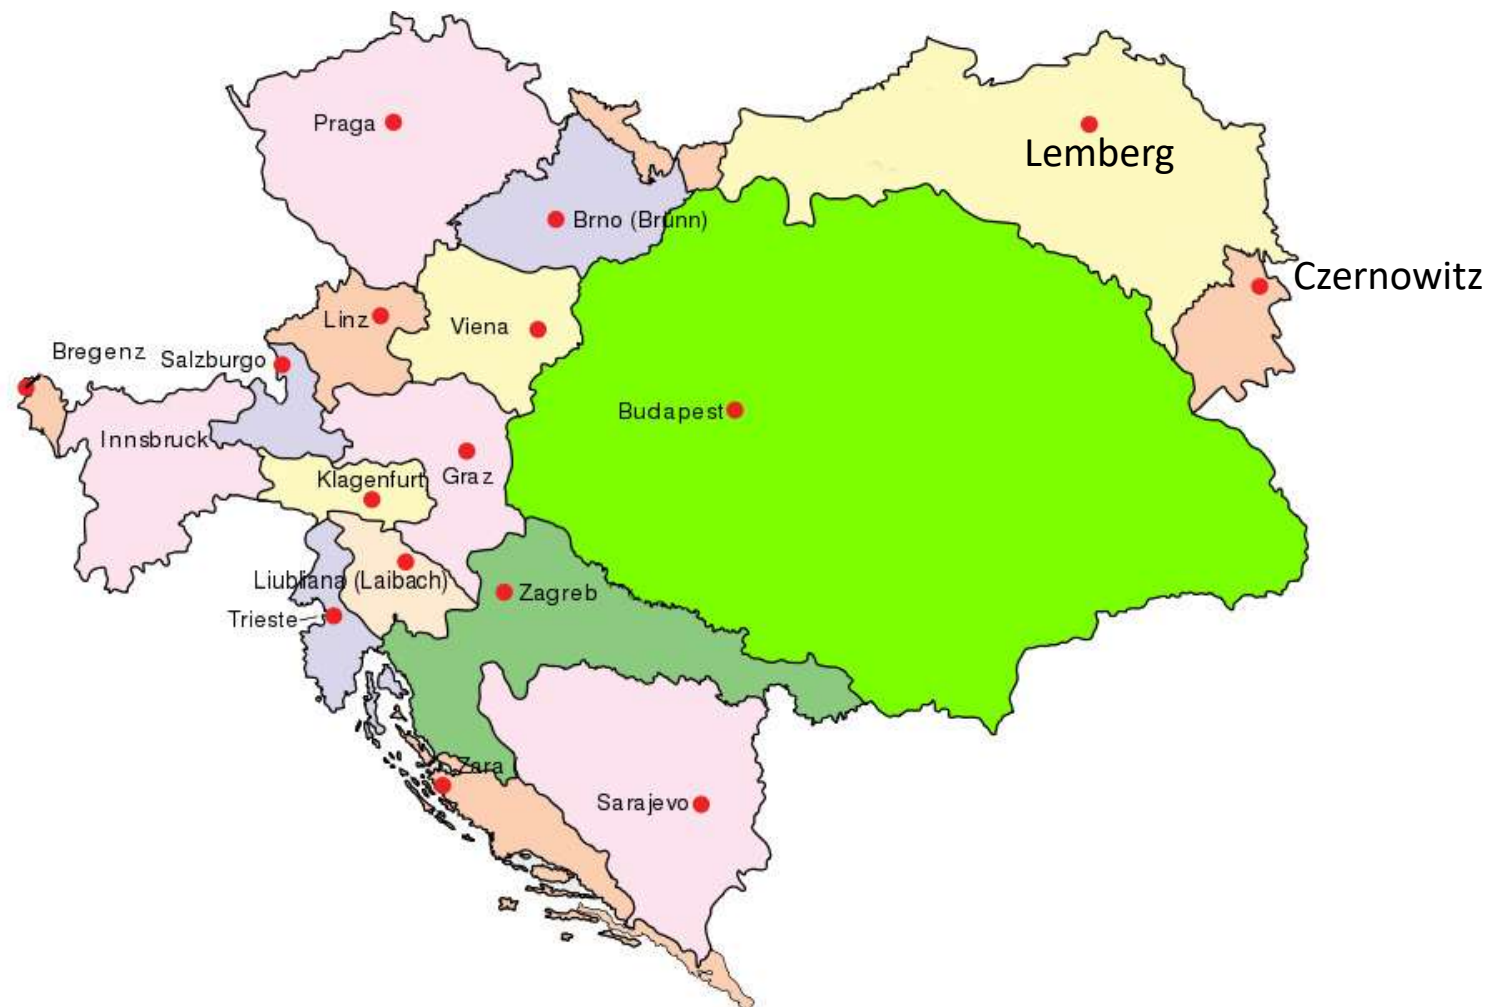 Praga
Lemberg
Brno (Brünn)
Czernowitz
Linz
Viena
Bregenz
Salzburgo
Budapest
Innsbruck
Klagenfurt
Graz
Liubliana (Laibach)
Zagreb
Trieste
Zara
Sarajevo